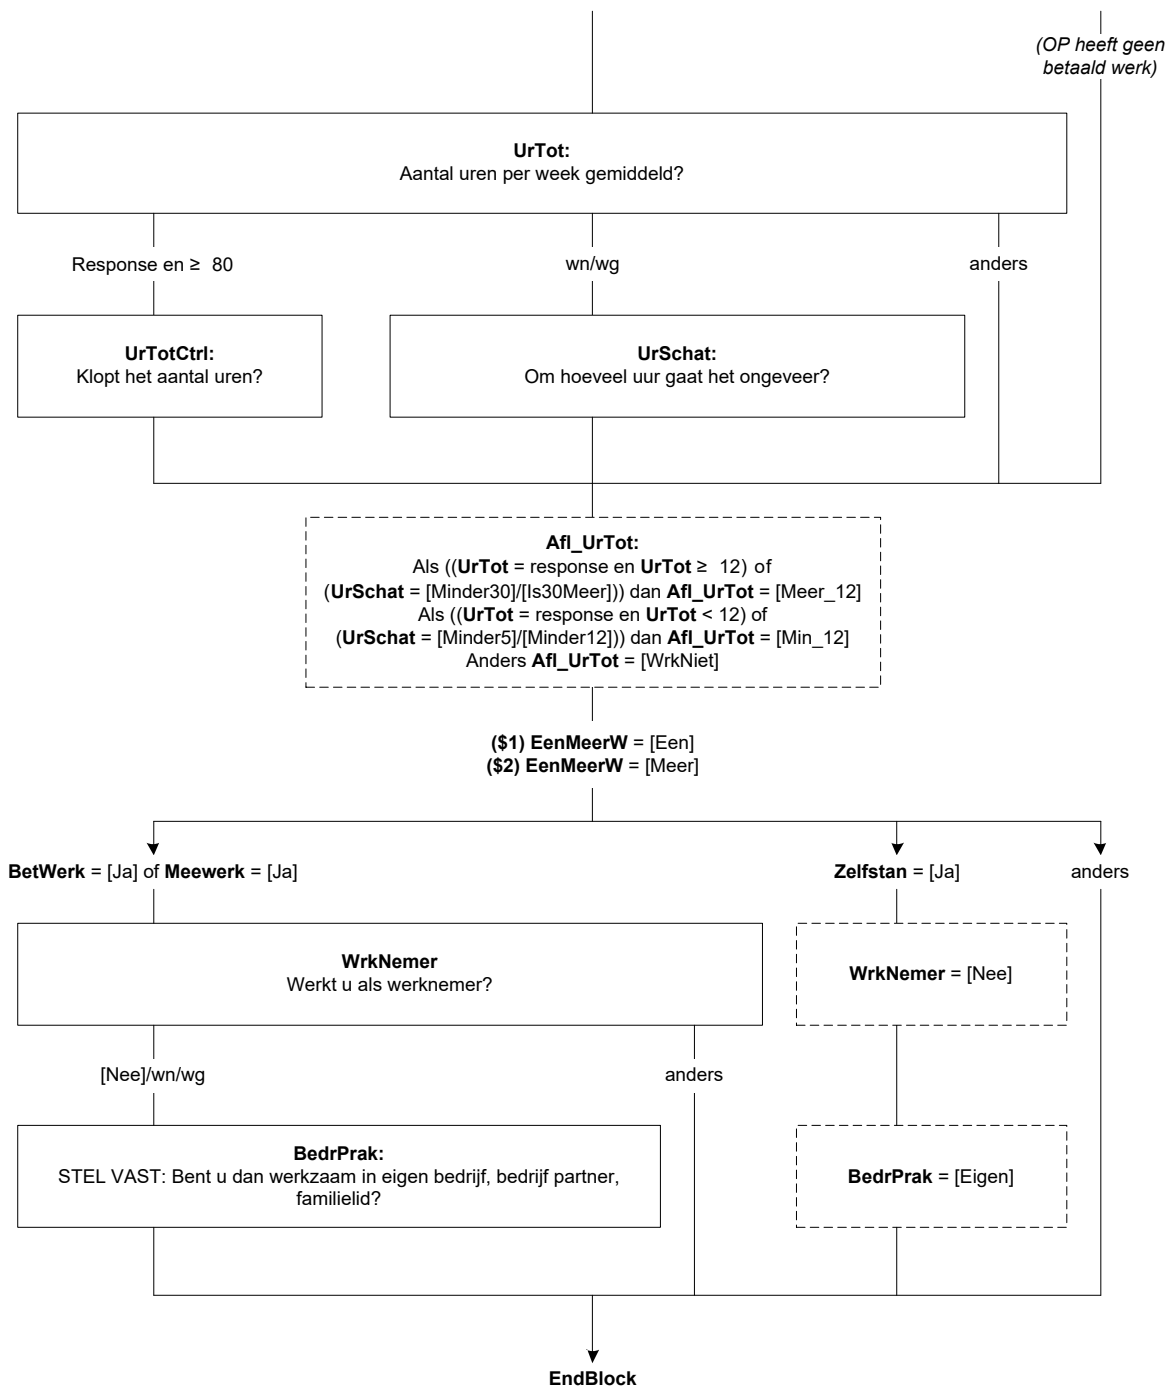 (OP heeft geen
betaald werk)
UrTot:
Aantal uren per week gemiddeld?
Response en ≥ 80
wn/wg
anders
UrTotCtrl:
Klopt het aantal uren?
UrSchat:
Om hoeveel uur gaat het ongeveer?
Afl_UrTot:
Als ((UrTot = response en UrTot ≥ 12) of
(UrSchat = [Minder30]/[Is30Meer])) dan Afl_UrTot = [Meer_12]
Als ((UrTot = response en UrTot < 12) of
(UrSchat = [Minder5]/[Minder12])) dan Afl_UrTot = [Min_12]
Anders Afl_UrTot = [WrkNiet]
($1) EenMeerW = [Een]
($2) EenMeerW = [Meer]
BetWerk = [Ja] of Meewerk = [Ja]
Zelfstan = [Ja]
anders
WrkNemer
Werkt u als werknemer?
WrkNemer = [Nee]
[Nee]/wn/wg
anders
BedrPrak:
STEL VAST: Bent u dan werkzaam in eigen bedrijf, bedrijf partner,
familielid?
BedrPrak = [Eigen]
EndBlock